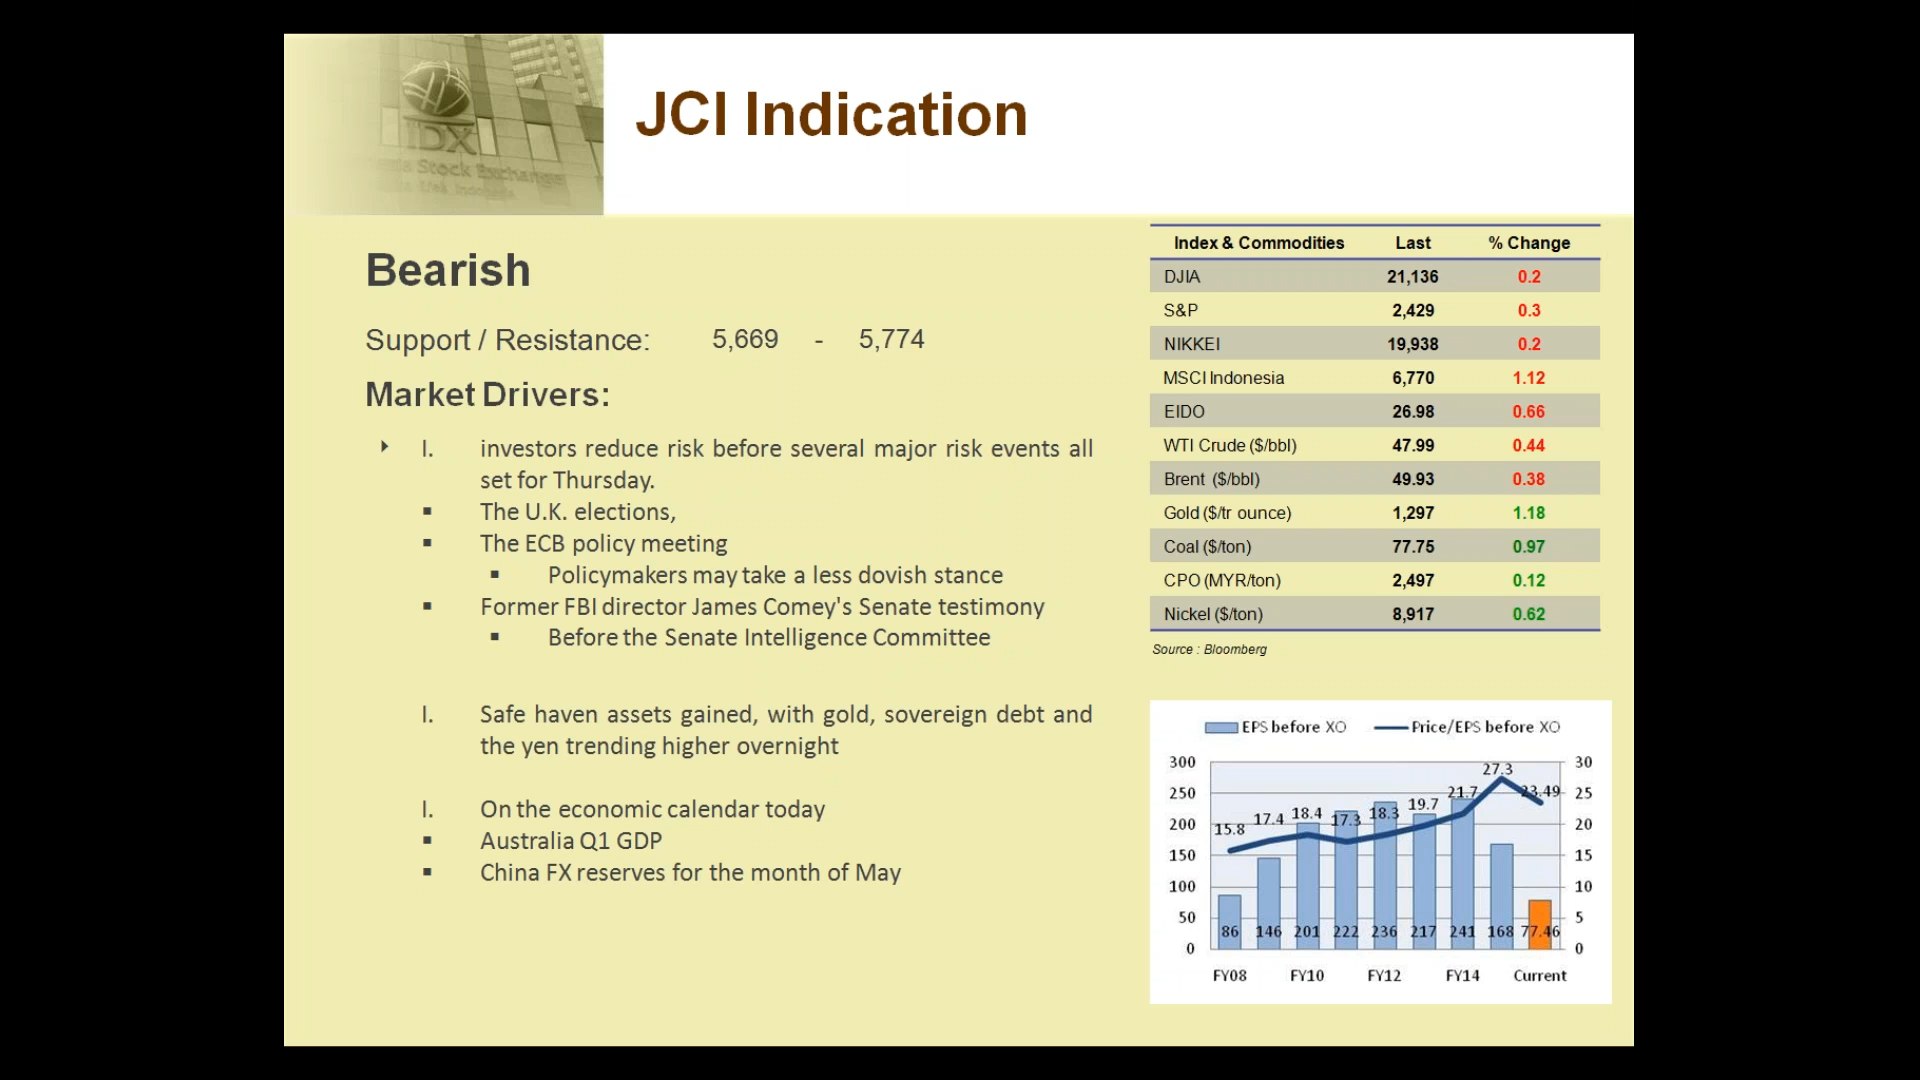 IDX
Stock Exchange
JCI Indication
Bearish
Support / Resistance: 5,669 - 5,774
Market Drivers:
I. investors reduce risk before several major risk events all
set for Thursday.
▪ The U.K. elections,
▪ The ECB policy meeting
▪ Policymakers may take a less dovish stance
▪ Former FBI director James Comey's Senate testimony
▪ Before the Senate Intelligence Committee
I. Safe haven assets gained, with gold, sovereign debt and
the yen trending higher overnight
I. On the economic calendar today
▪ Australia Q1 GDP
▪ China FX reserves for the month of May
Index & Commodities Last % Change
DJIA 21,136 0.2
S&P 2,429 0.3
NIKKEI 19,938 0.2
MSCI Indonesia 6,770 1.12
EIDO 26.98 0.66
WTI Crude ($/bbl) 47.99 0.44
Brent ($/bbl) 49.93 0.38
Gold ($/tr ounce) 1,297 1.18
Coal ($/ton) 77.75 0.97
CPO (MYR/ton) 2,497 0.12
Nickel ($/ton) 8,917 0.62
Source : Bloomberg
EPS before XO Price/EPS before XO
300 30
250 25
200 20
150 15
100 10
50 5
0 0
15.8 17.4 18.4 17.3 18.3 19.7 21.7 27.3 23.49
86 146 201 222 236 217 241 168 77.46
FY08 FY10 FY12 FY14 Current